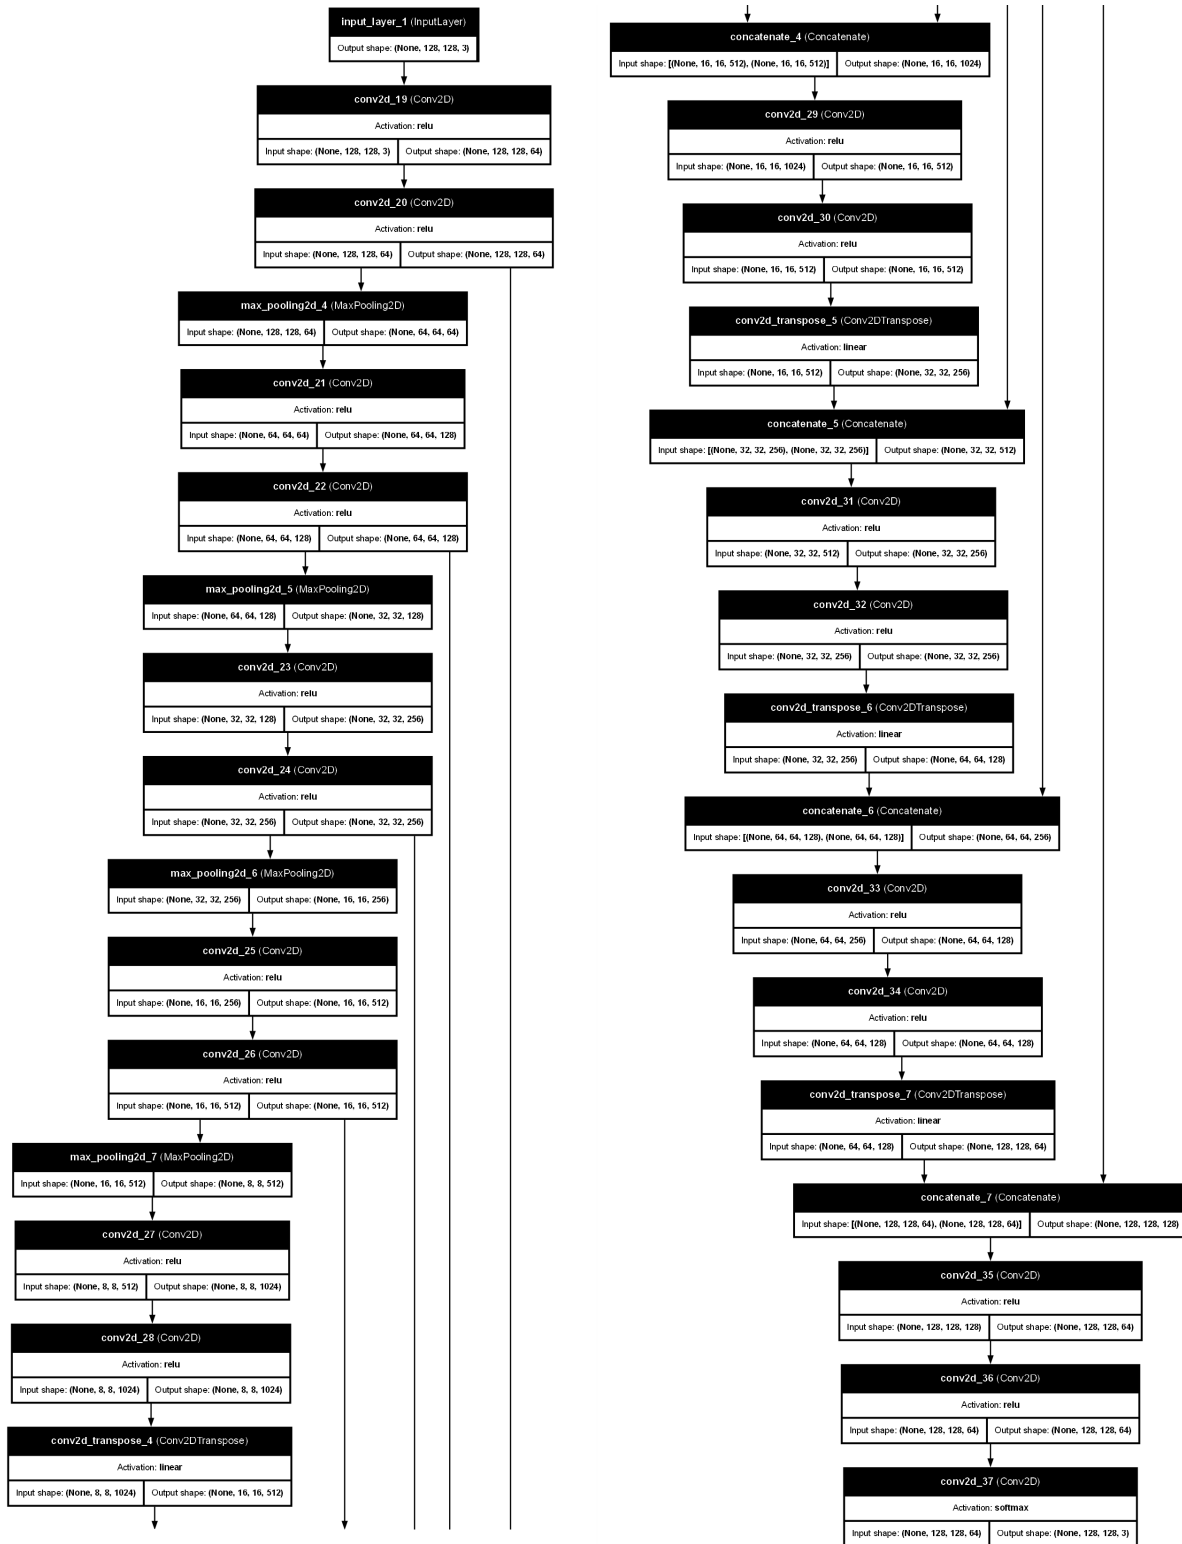 input_layer_1 (InputLayer)
Output shape: (None, 128, 128, 3)
conv2d_19 (Conv2D)
Activation: relu
Input shape: (None, 128, 128, 3) Output shape: (None, 128, 128, 64)
conv2d_20 (Conv2D)
Activation: relu
Input shape: (None, 128, 128, 64) Output shape: (None, 128, 128, 64)
max_pooling2d_4 (MaxPooling2D)
Input shape: (None, 128, 128, 64) Output shape: (None, 64, 64, 64)
conv2d_21 (Conv2D)
Activation: relu
Input shape: (None, 64, 64, 64) Output shape: (None, 64, 64, 128)
conv2d_22 (Conv2D)
Activation: relu
Input shape: (None, 64, 64, 128) Output shape: (None, 64, 64, 128)
max_pooling2d_5 (MaxPooling2D)
Input shape: (None, 64, 64, 128) Output shape: (None, 32, 32, 128)
conv2d_23 (Conv2D)
Activation: relu
Input shape: (None, 32, 32, 128) Output shape: (None, 32, 32, 256)
conv2d_24 (Conv2D)
Activation: relu
Input shape: (None, 32, 32, 256) Output shape: (None, 32, 32, 256)
max_pooling2d_6 (MaxPooling2D)
Input shape: (None, 32, 32, 256) Output shape: (None, 16, 16, 256)
conv2d_25 (Conv2D)
Activation: relu
Input shape: (None, 16, 16, 256) Output shape: (None, 16, 16, 512)
conv2d_26 (Conv2D)
Activation: relu
Input shape: (None, 16, 16, 512) Output shape: (None, 16, 16, 512)
max_pooling2d_7 (MaxPooling2D)
Input shape: (None, 16, 16, 512) Output shape: (None, 8, 8, 512)
conv2d_27 (Conv2D)
Activation: relu
Input shape: (None, 8, 8, 512) Output shape: (None, 8, 8, 1024)
conv2d_28 (Conv2D)
Activation: relu
Input shape: (None, 8, 8, 1024) Output shape: (None, 8, 8, 1024)
conv2d_transpose_4 (Conv2DTranspose)
Activation: linear
Input shape: (None, 8, 8, 1024) Output shape: (None, 16, 16, 512)
concatenate_4 (Concatenate)
Input shape: [(None, 16, 16, 512), (None, 16, 16, 512)] Output shape: (None, 16, 16, 1024)
conv2d_29 (Conv2D)
Activation: relu
Input shape: (None, 16, 16, 1024) Output shape: (None, 16, 16, 512)
conv2d_30 (Conv2D)
Activation: relu
Input shape: (None, 16, 16, 512) Output shape: (None, 16, 16, 512)
conv2d_transpose_5 (Conv2DTranspose)
Activation: linear
Input shape: (None, 16, 16, 512) Output shape: (None, 32, 32, 256)
concatenate_5 (Concatenate)
Input shape: [(None, 32, 32, 256), (None, 32, 32, 256)] Output shape: (None, 32, 32, 512)
conv2d_31 (Conv2D)
Activation: relu
Input shape: (None, 32, 32, 512) Output shape: (None, 32, 32, 256)
conv2d_32 (Conv2D)
Activation: relu
Input shape: (None, 32, 32, 256) Output shape: (None, 32, 32, 256)
conv2d_transpose_6 (Conv2DTranspose)
Activation: linear
Input shape: (None, 32, 32, 256) Output shape: (None, 64, 64, 128)
concatenate_6 (Concatenate)
Input shape: [(None, 64, 64, 128), (None, 64, 64, 128)] Output shape: (None, 64, 64, 256)
conv2d_33 (Conv2D)
Activation: relu
Input shape: (None, 64, 64, 256) Output shape: (None, 64, 64, 128)
conv2d_34 (Conv2D)
Activation: relu
Input shape: (None, 64, 64, 128) Output shape: (None, 64, 64, 128)
conv2d_transpose_7 (Conv2DTranspose)
Activation: linear
Input shape: (None, 64, 64, 128) Output shape: (None, 128, 128, 64)
concatenate_7 (Concatenate)
Input shape: [(None, 128, 128, 64), (None, 128, 128, 64)] Output shape: (None, 128, 128, 128)
conv2d_35 (Conv2D)
Activation: relu
Input shape: (None, 128, 128, 128) Output shape: (None, 128, 128, 64)
conv2d_36 (Conv2D)
Activation: relu
Input shape: (None, 128, 128, 64) Output shape: (None, 128, 128, 64)
conv2d_37 (Conv2D)
Activation: softmax
Input shape: (None, 128, 128, 64) Output shape: (None, 128, 128, 3)